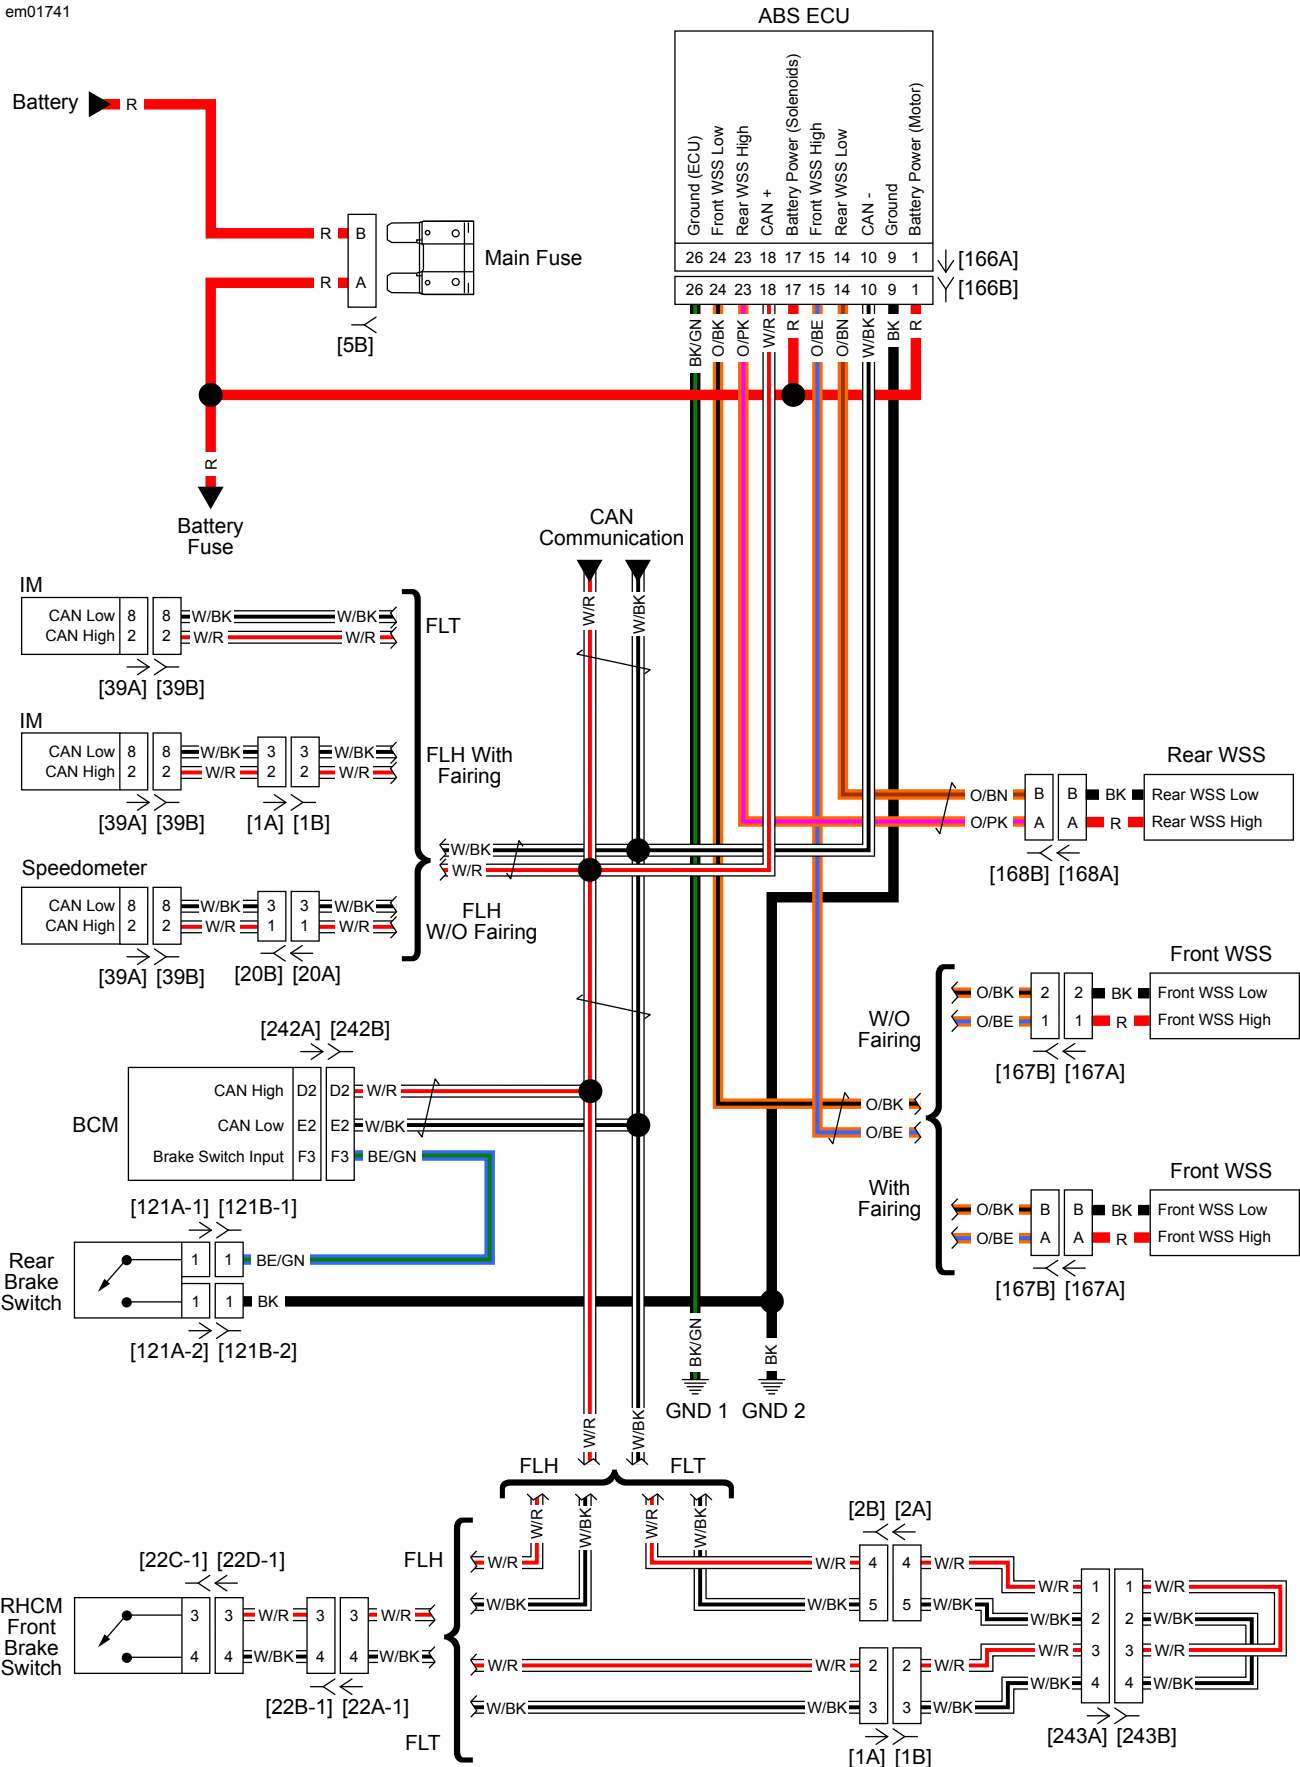 em01741
ABS ECU
Battery
R
Ground (ECU)
Front WSS Low
Rear WSS High
CAN +
Battery Power (Solenoids)
Front WSS High
Rear WSS Low
CAN -
Ground
Battery Power (Motor)
26 24 23 18 17 15 14 10 9 1
[166A]
26 24 23 18 17 15 14 10 9 1
[166B]
BK/GN
O/BK
O/PK
W/R
R
O/BE
O/BN
W/BK
BK
R
R B
Main Fuse
R A
[5B]
R
Battery
Fuse
CAN
Communication
W/R
W/BK
IM
CAN Low 8 8 W/BK W/BK
CAN High 2 2 W/R W/R
FLT
[39A] [39B]
IM
CAN Low 8 8 W/BK 3 3 W/BK
CAN High 2 2 W/R 2 2 W/R
FLH With
Fairing
[39A] [39B] [1A] [1B]
Rear WSS
O/BN B B BK Rear WSS Low
O/PK A A R Rear WSS High
[168B] [168A]
W/BK
W/R
Speedometer
CAN Low 8 8 W/BK 3 3 W/BK
CAN High 2 2 W/R 1 1 W/R
FLH
W/O Fairing
[39A] [39B] [20B] [20A]
Front WSS
W/O
Fairing
O/BK 2 2 BK Front WSS Low
O/BE 1 1 R Front WSS High
[167B] [167A]
O/BK
O/BE
[242A] [242B]
BCM
CAN High D2 D2 W/R
CAN Low E2 E2 W/BK
Brake Switch Input F3 F3 BE/GN
With
Fairing
Front WSS
O/BK B B BK Front WSS Low
O/BE A A R Front WSS High
[167B] [167A]
[121A-1] [121B-1]
Rear
Brake
Switch
1 1 BE/GN
1 1 BK
[121A-2] [121B-2]
BK/GN
BK
GND 1 GND 2
W/R
W/BK
FLH FLT
W/R
W/BK
W/R
W/BK
[2B] [2A]
FLH
W/R
W/BK
W/R 4 4 W/R
W/BK 5 5 W/BK
W/R 1 1 W/R
W/BK 2 2 W/BK
W/R 3 3 W/R
W/BK 4 4 W/BK
[243A] [243B]
[22C-1] [22D-1]
RHCM
Front
Brake
Switch
3 3 W/R 3 3 W/R
4 4 W/BK 4 4 W/BK
[22B-1] [22A-1]
W/R W/R 2 2 W/R
W/BK W/BK 3 3 W/BK
FLT
[1A] [1B]